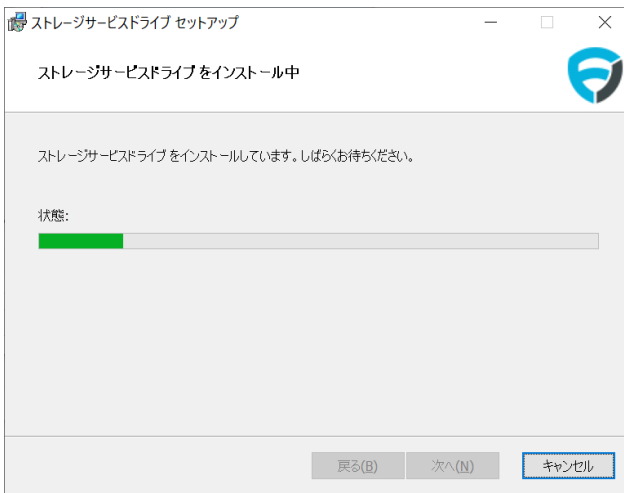 ストレージサービスドライブ セットアップ
ストレージサービスドライブ をインストール中
ストレージサービスドライブ をインストールしています。しばらくお待ちください。
状態:
戻る(B) 次へ(N) キャンセル